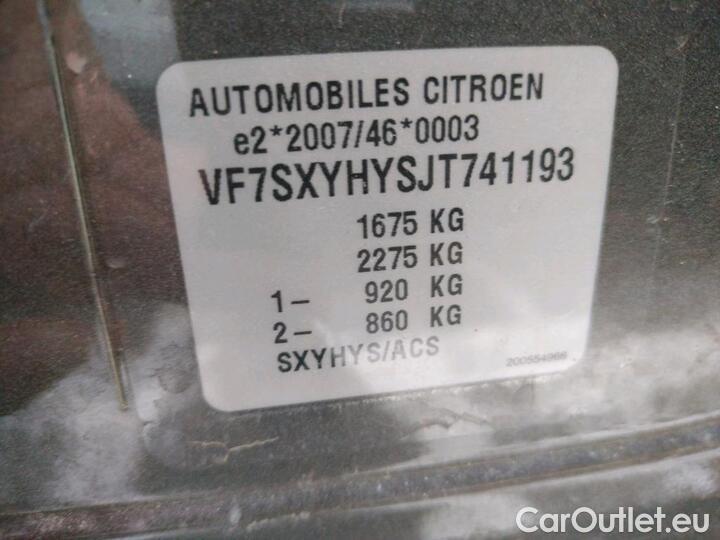 AUTOMOBILES CITROEN
e2*2007/46*0003
VF7SXYHYSJT741193
1675 KG
2275 KG
1- 920 KG
2- 860 KG
SXYHYS/ACS
200554966
CarOutlet.eu